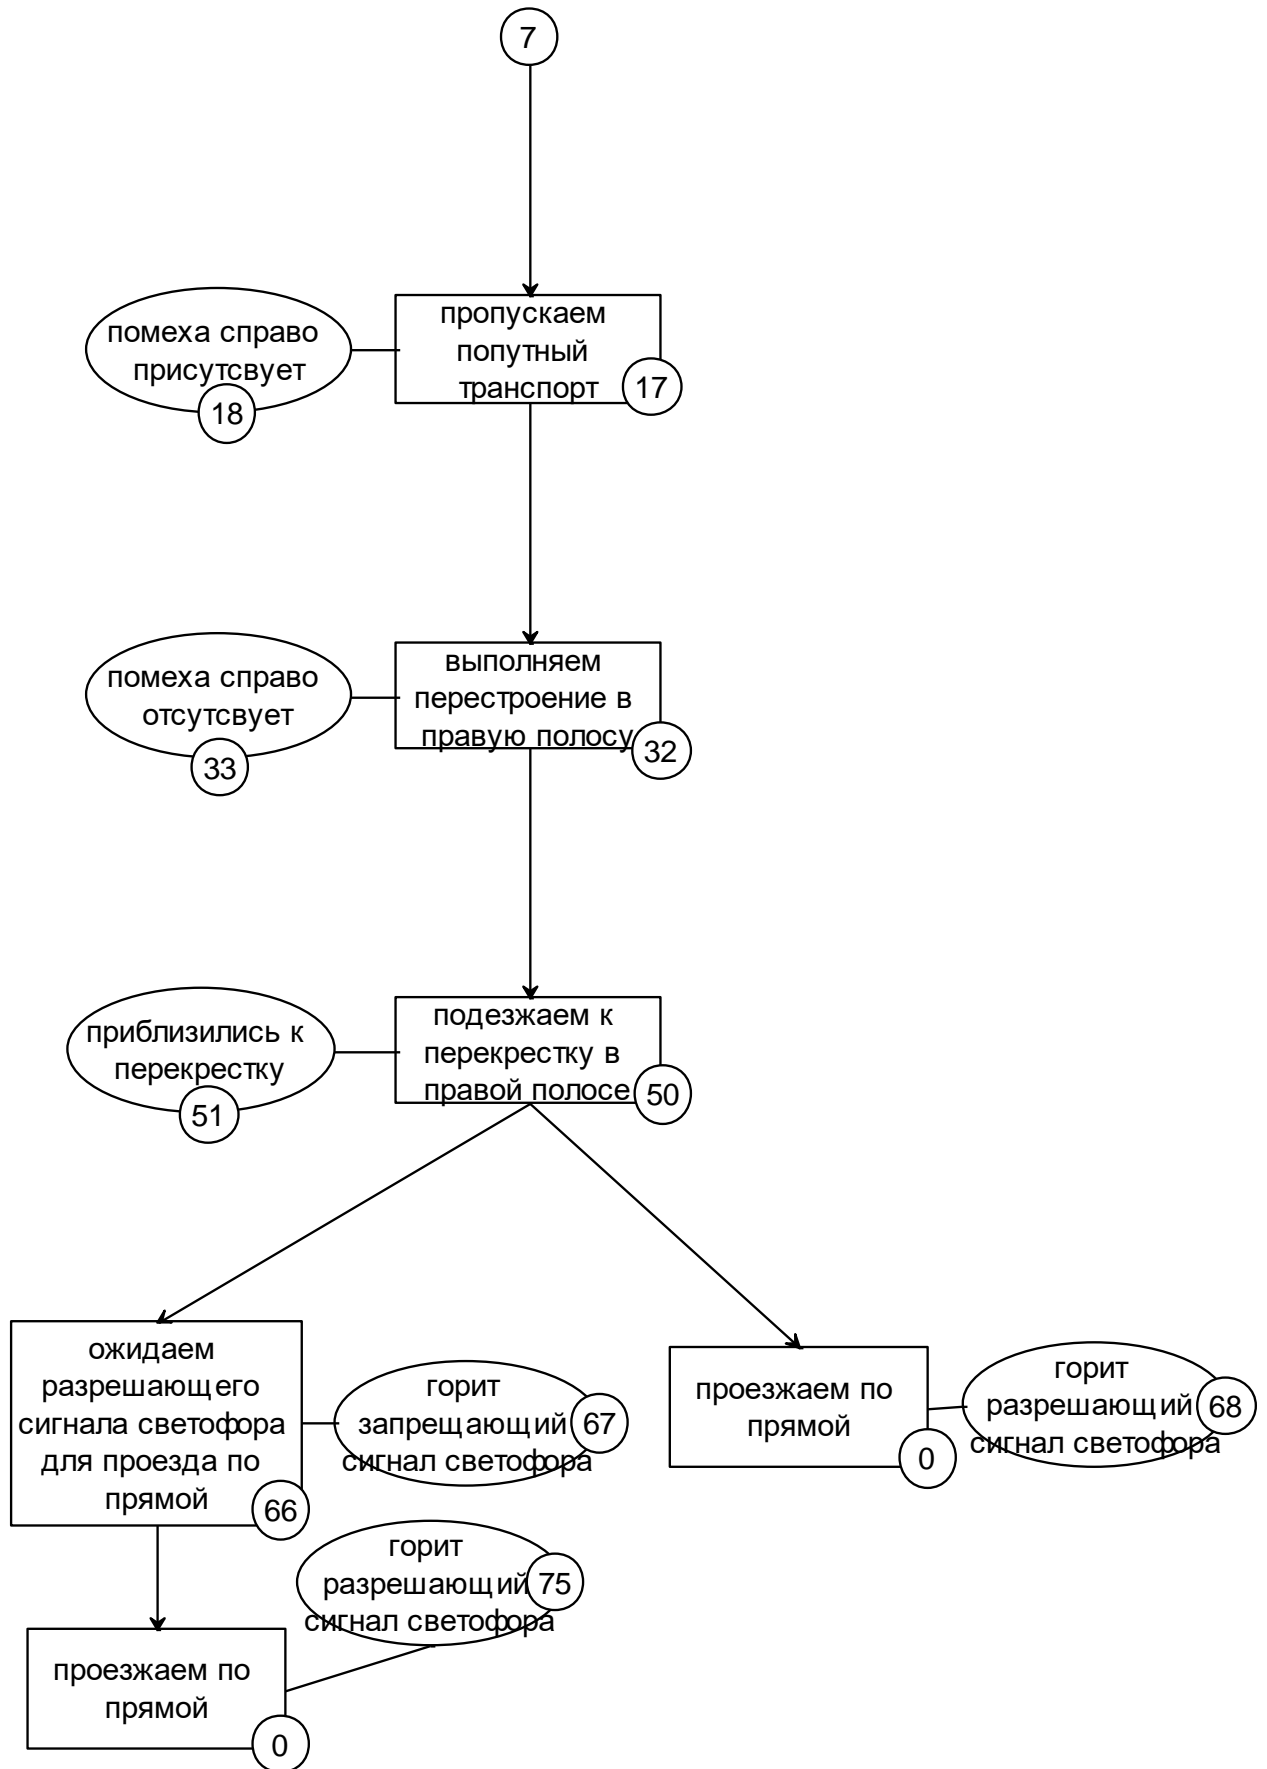 7
помеха справо
присутсвует
18
пропускаем
попутный
транспорт
17
помеха справо
отсутсвует
33
выполняем
перестроение в
правую полосу
32
приблизились к
перекрестку
51
подезжаем к
перекрестку в
правой полосе
50
ожидаем
разрешающего
сигнала светофора
для проезда по
прямой
66
горит
запрещающий
сигнал светофора
67
проезжаем по
прямой
0
горит
разрешающий
сигнал светофора
68
горит
разрешающий
сигнал светофора
75
проезжаем по
прямой
0